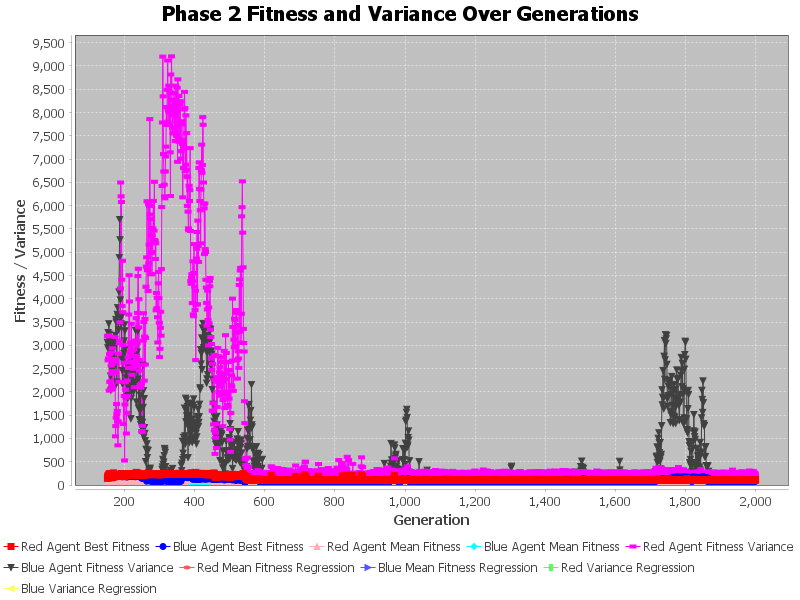 Phase 2 Fitness and Variance Over Generations
Fitness / Variance
9,500
9,000
8,500
8,000
7,500
7,000
6,500
6,000
5,500
5,000
4,500
4,000
3,500
3,000
2,500
2,000
1,500
1,000
500
0
200 400 600 800 1,000 1,200 1,400 1,600 1,800 2,000
Generation
Red Agent Best Fitness Blue Agent Best Fitness Red Agent Mean Fitness Blue Agent Mean Fitness Red Agent Fitness Variance
Blue Agent Fitness Variance Red Mean Fitness Regression Blue Mean Fitness Regression Red Variance Regression
Blue Variance Regression